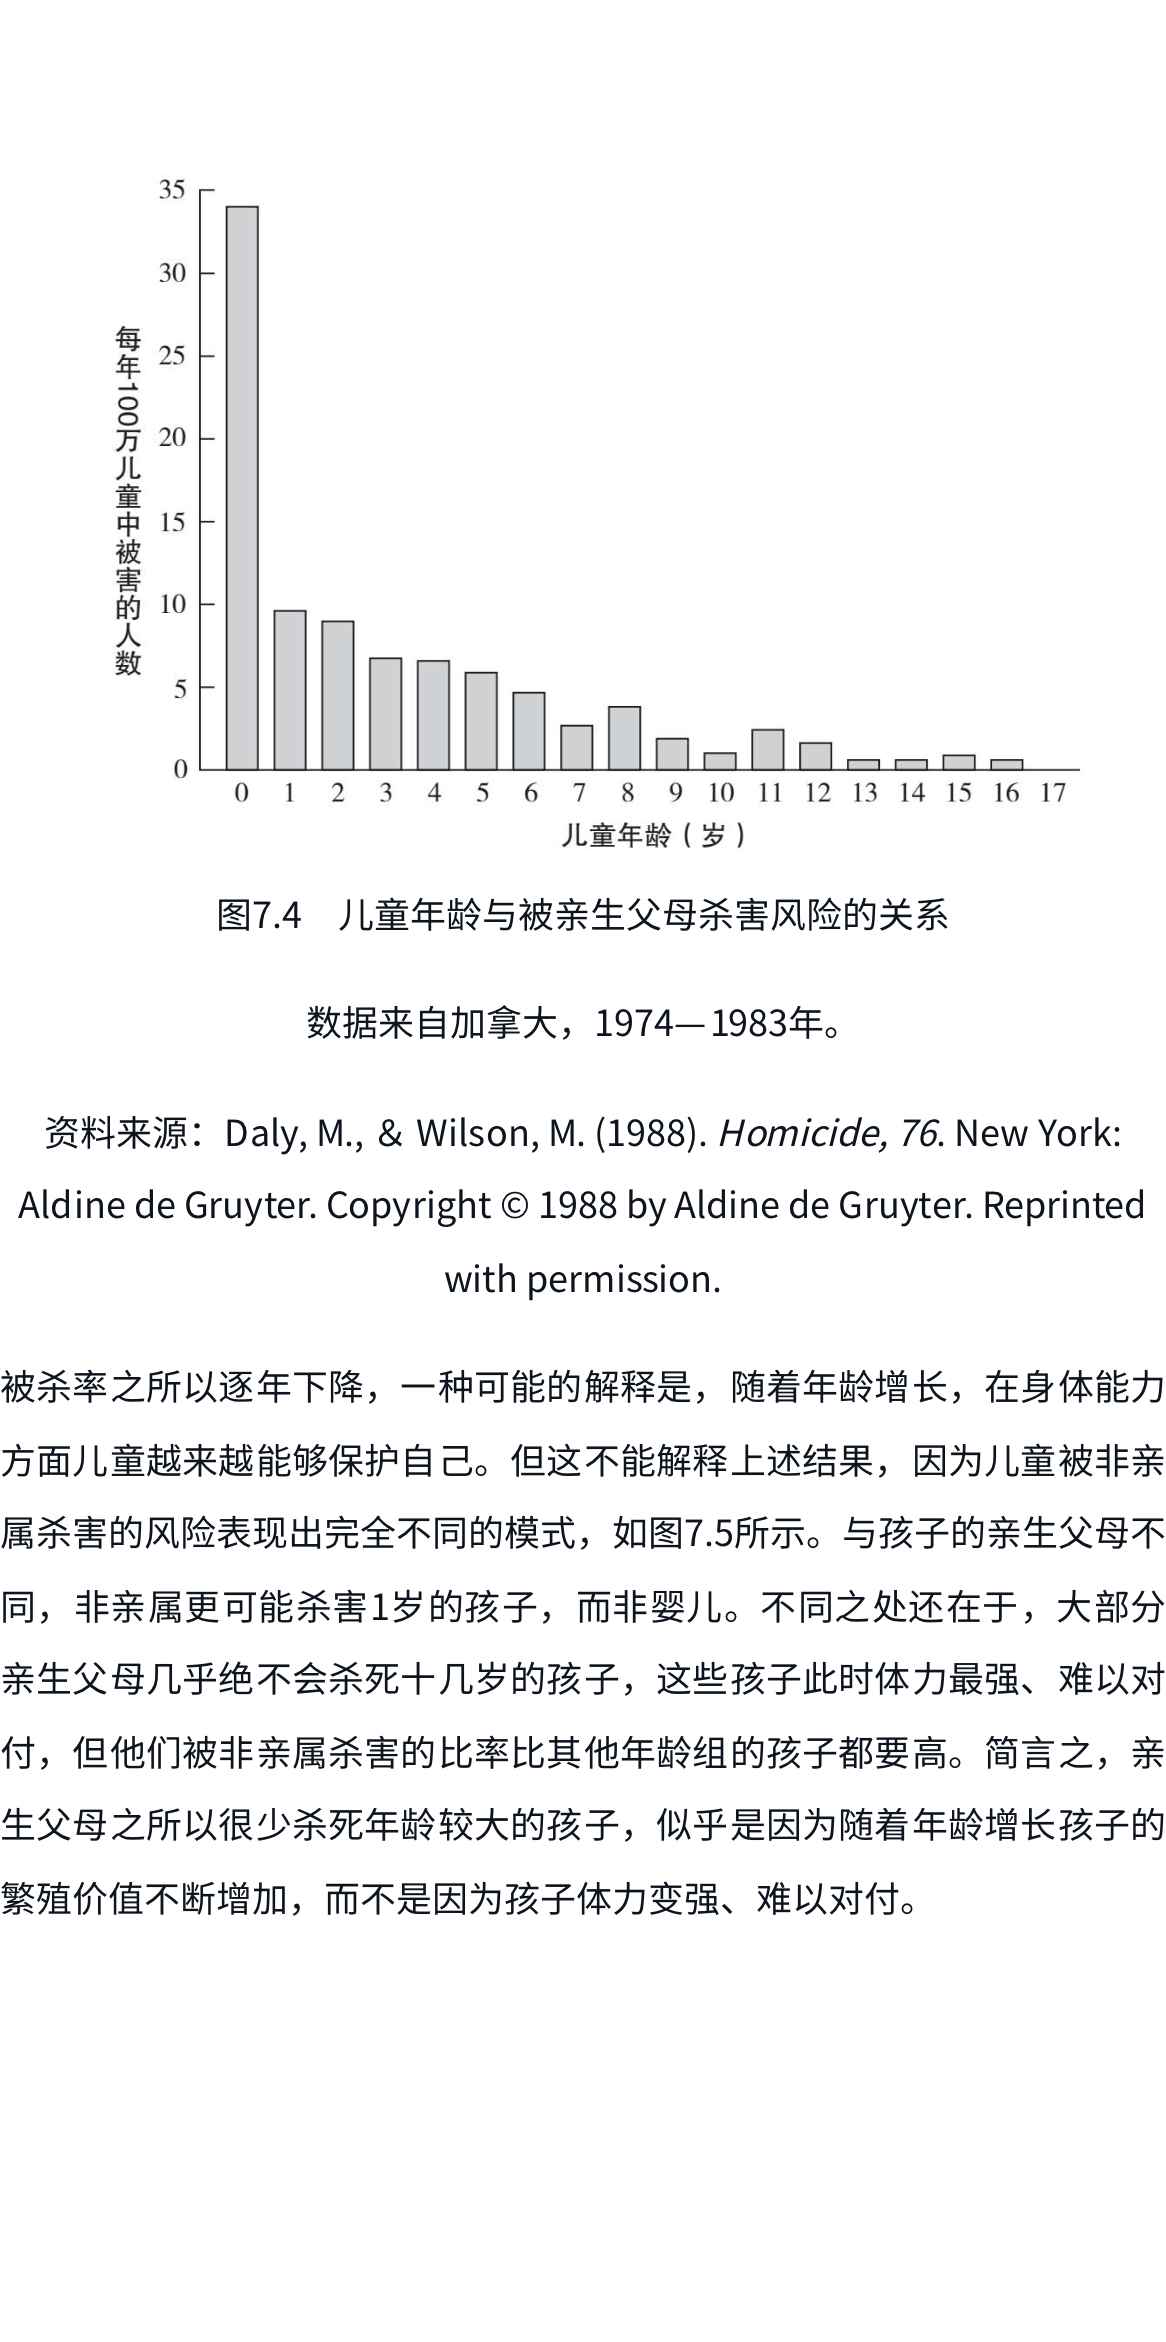 35
30
25
20
15
10
5
0
每年100万儿童中被害的人数
0 1 2 3 4 5 6 7 8 9 10 11 12 13 14 15 16 17
儿童年龄（岁）
图7.4 儿童年龄与被亲生父母杀害风险的关系
数据来自加拿大，1974—1983年。
资料来源：Daly, M., & Wilson, M. (1988). Homicide, 76. New York:
Aldine de Gruyter. Copyright © 1988 by Aldine de Gruyter. Reprinted
with permission.
被杀率之所以逐年下降，一种可能的解释是，随着年龄增长，在身体能力
方面儿童越来越能够保护自己。但这不能解释上述结果，因为儿童被非亲
属杀害的风险表现出完全不同的模式，如图7.5所示。与孩子的亲生父母不
同，非亲属更可能杀害1岁的孩子，而非婴儿。不同之处还在于，大部分
亲生父母几乎绝不会杀死十几岁的孩子，这些孩子此时体力最强、难以对
付，但他们被非亲属杀害的比率比其他年龄组的孩子都要高。简言之，亲
生父母之所以很少杀死年龄较大的孩子，似乎是因为随着年龄增长孩子的
繁殖价值不断增加，而不是因为孩子体力变强、难以对付。